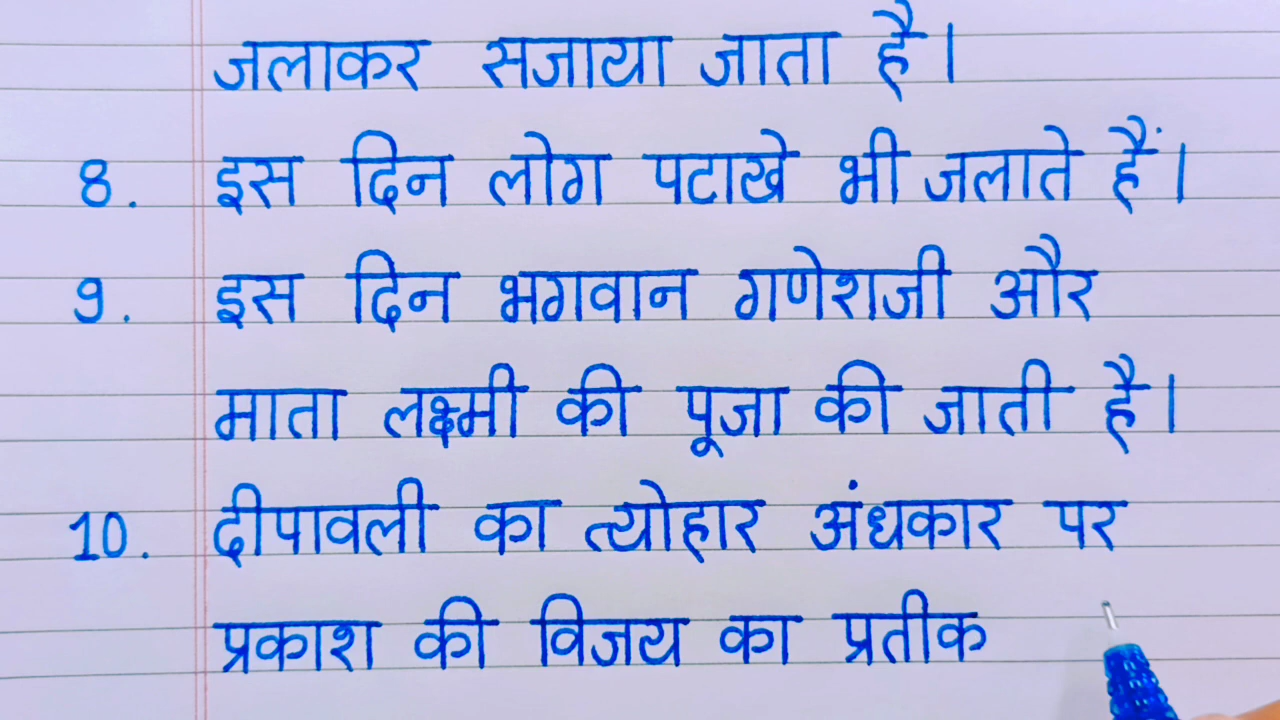 जलाकर सजाया जाता है।
8. इस दिन लोग पटाखे भी जलाते हैं।
9. इस दिन भगवान गणेशजी और
माता लक्ष्मी की पूजा की जाती है।
10. दीपावली का त्योहार अंधकार पर
प्रकाश की विजय का प्रतीक